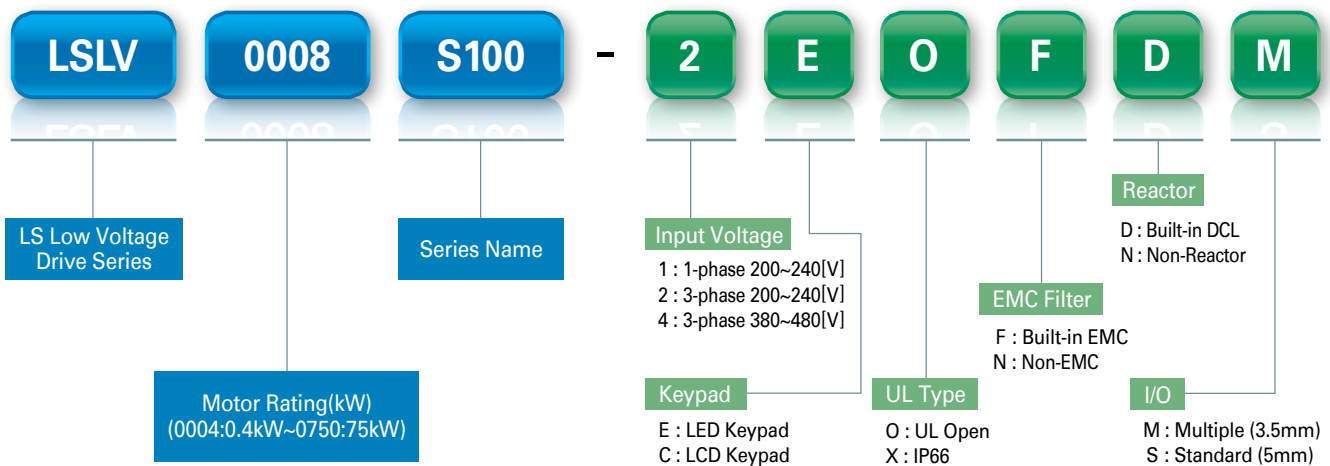 LSLV 0008 S100 - 2 E O F D M
LS Low Voltage
Drive Series
Series Name
Motor Rating(kW)
(0004:0.4kW~0750:75kW)
Input Voltage
1 : 1-phase 200~240[V]
2 : 3-phase 200~240[V]
4 : 3-phase 380~480[V]
Keypad
E : LED Keypad
C : LCD Keypad
UL Type
O : UL Open
X : IP66
EMC Filter
F : Built-in EMC
N : Non-EMC
Reactor
D : Built-in DCL
N : Non-Reactor
I/O
M : Multiple (3.5mm)
S : Standard (5mm)